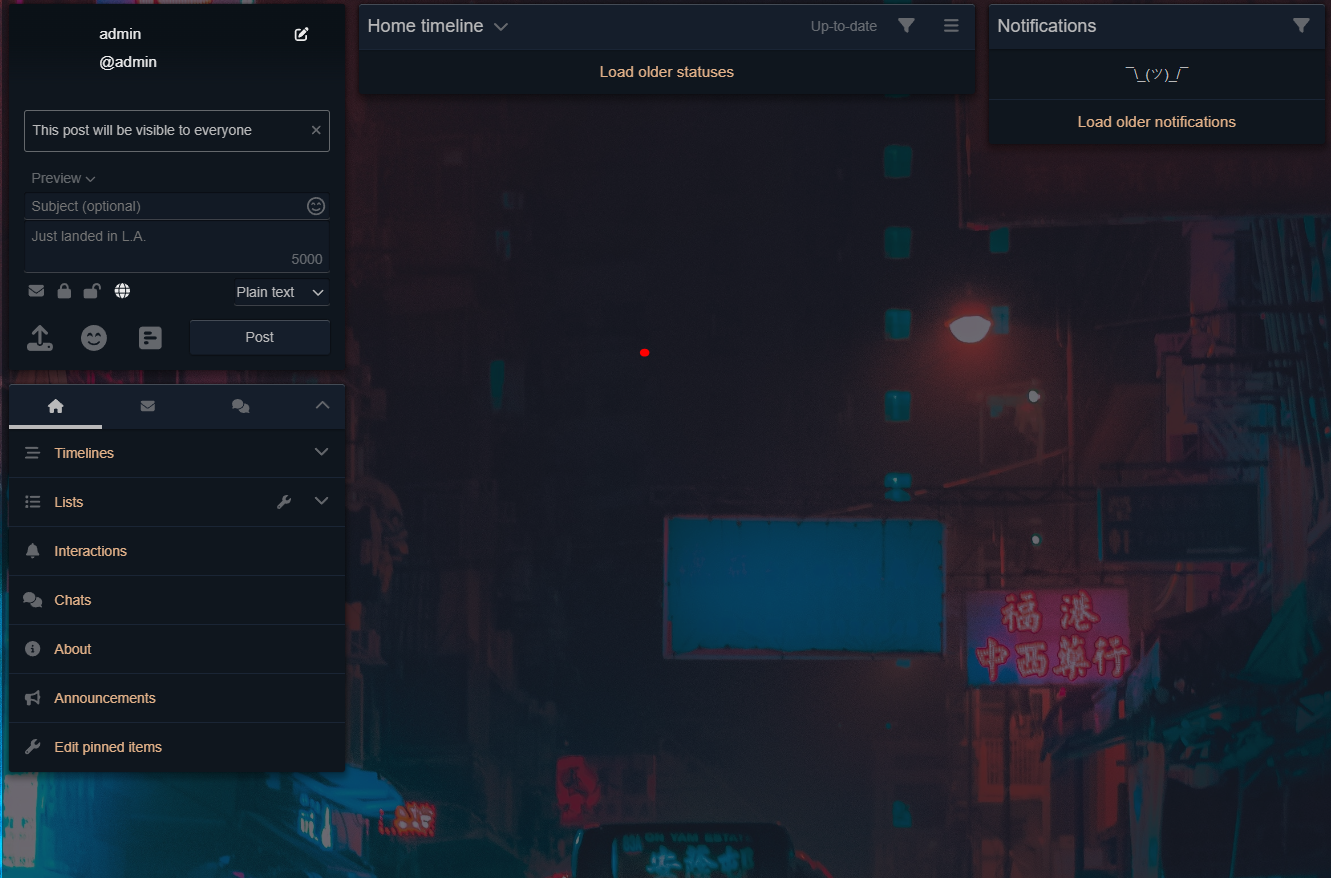 admin
@admin
This post will be visible to everyone
Preview
Subject (optional)
Just landed in L.A.
5000
Plain text
Post
Timelines
Lists
Interactions
Chats
About
Announcements
Edit pinned items
Home timeline
Up-to-date
Load older statuses
Notifications
¯\_(ツ)_/¯
Load older notifications
福港
中西藥行